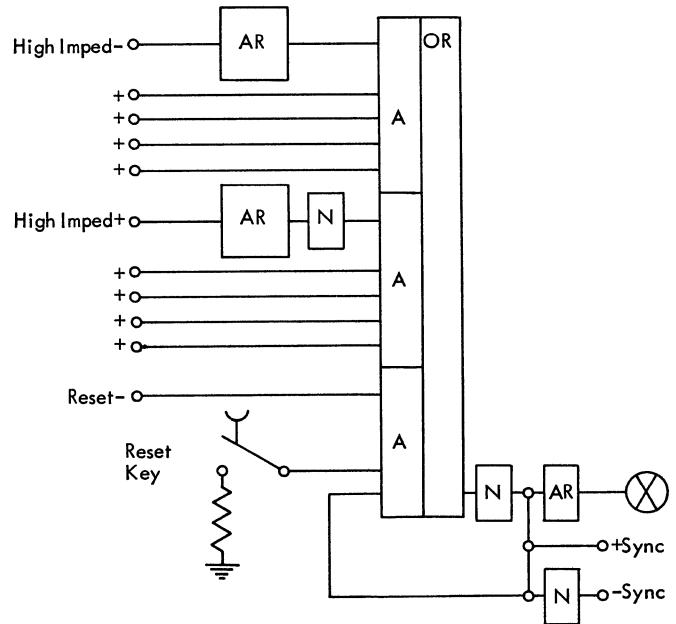 High Imped-
AR
OR
+
+
A
+
+
High Imped+
AR
N
+
A
+
+
+
Reset-
A
Reset
Key
N
AR
+Sync
N
-Sync